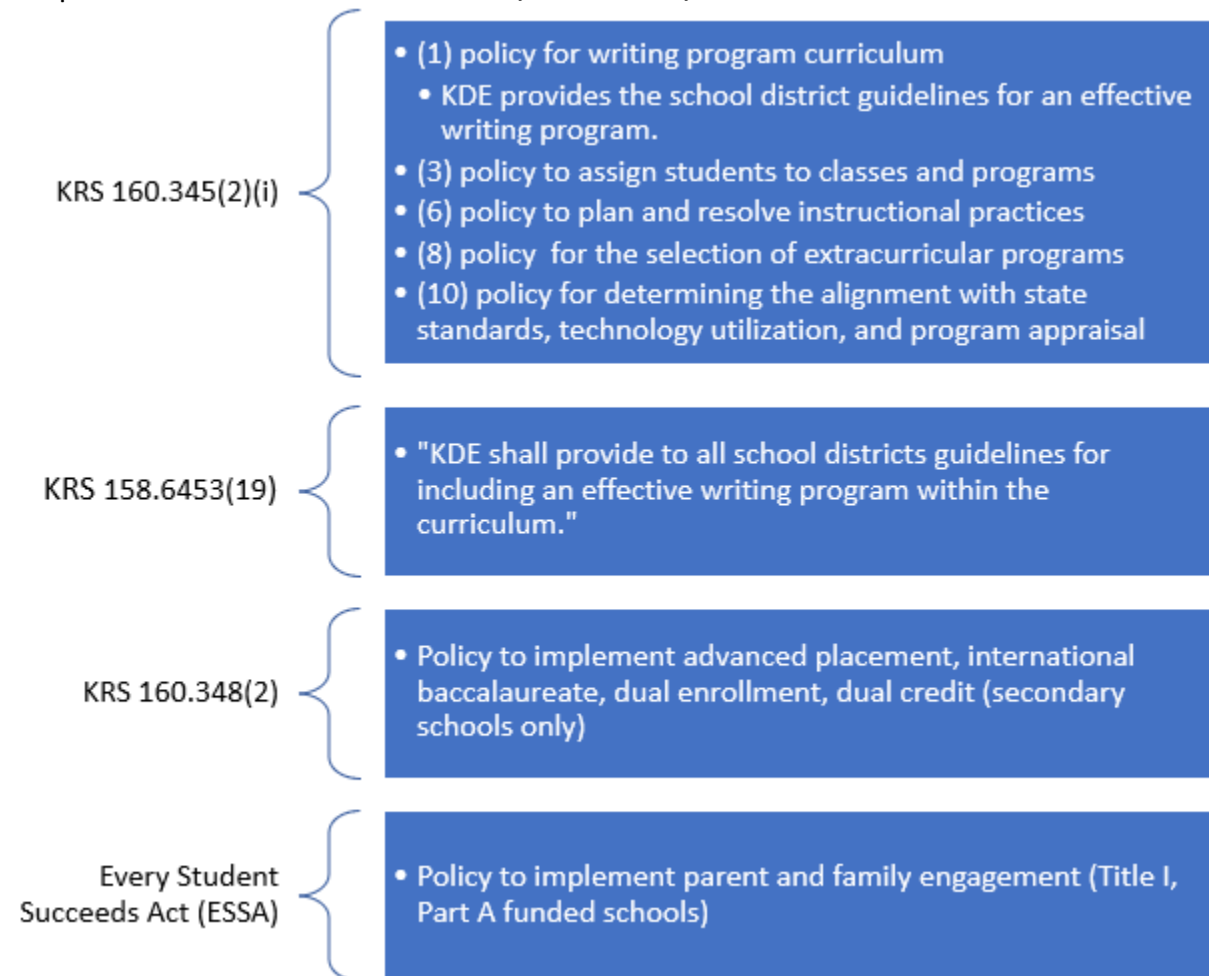 KRS 160.345(2)(i)
• (1) policy for writing program curriculum
• KDE provides the school district guidelines for an effective
writing program.
• (3) policy to assign students to classes and programs
• (6) policy to plan and resolve instructional practices
• (8) policy for the selection of extracurricular programs
• (10) policy for determining the alignment with state
standards, technology utilization, and program appraisal
KRS 158.6453(19)
• "KDE shall provide to all school districts guidelines for
including an effective writing program within the
curriculum."
KRS 160.348(2)
• Policy to implement advanced placement, international
baccalaureate, dual enrollment, dual credit (secondary
schools only)
Every Student
Succeeds Act (ESSA)
• Policy to implement parent and family engagement (Title I,
Part A funded schools)